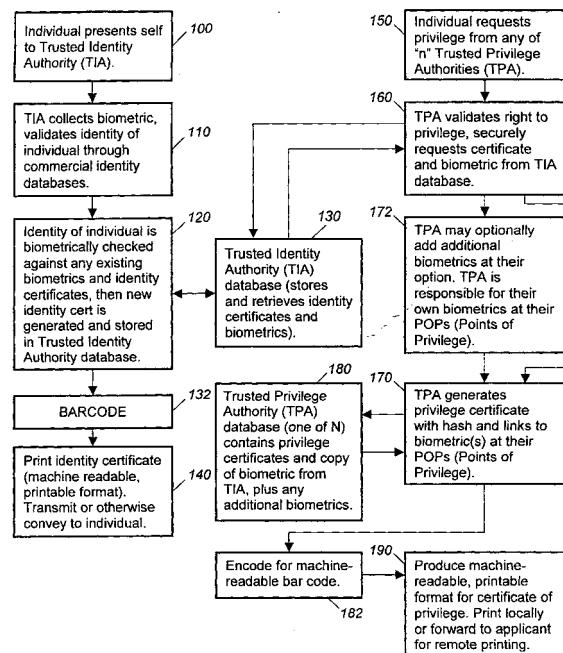 100
Individual presents self
to Trusted Identity
Authority (TIA).
110
TIA collects biometric,
validates identity of
individual through
commercial identity
databases.
120
Identity of individual is
biometrically checked
against any existing
biometrics and identity
certificates, then new
identity cert is
generated and stored
in Trusted Identity
Authority database.
132
BARCODE
140
Print identity certificate
(machine readable,
printable format).
Transmit or otherwise
convey to individual.
130
Trusted Identity
Authority (TIA)
database (stores
and retrieves identity
certificates and
biometrics).
150
Individual requests
privilege from any of
"n" Trusted Privilege
Authorities (TPA).
160
TPA validates right to
privilege, securely
requests certificate
and biometric from TIA
database.
172
TPA may optionally
add additional
biometrics at their
option. TPA is
responsible for their
own biometrics at their
POPs (Points of
Privilege).
180
Trusted Privilege
Authority (TPA)
database (one of N)
contains privilege
certificates and copy
of biometric from
TIA, plus any
additional biometrics.
170
TPA generates
privilege certificate
with hash and links to
biometric(s) at their
POPs (Points of
Privilege).
Encode for machine-
readable bar code.
182
190
Produce machine-
readable, printable
format for certificate of
privilege. Print locally
or forward to applicant
for remote printing.